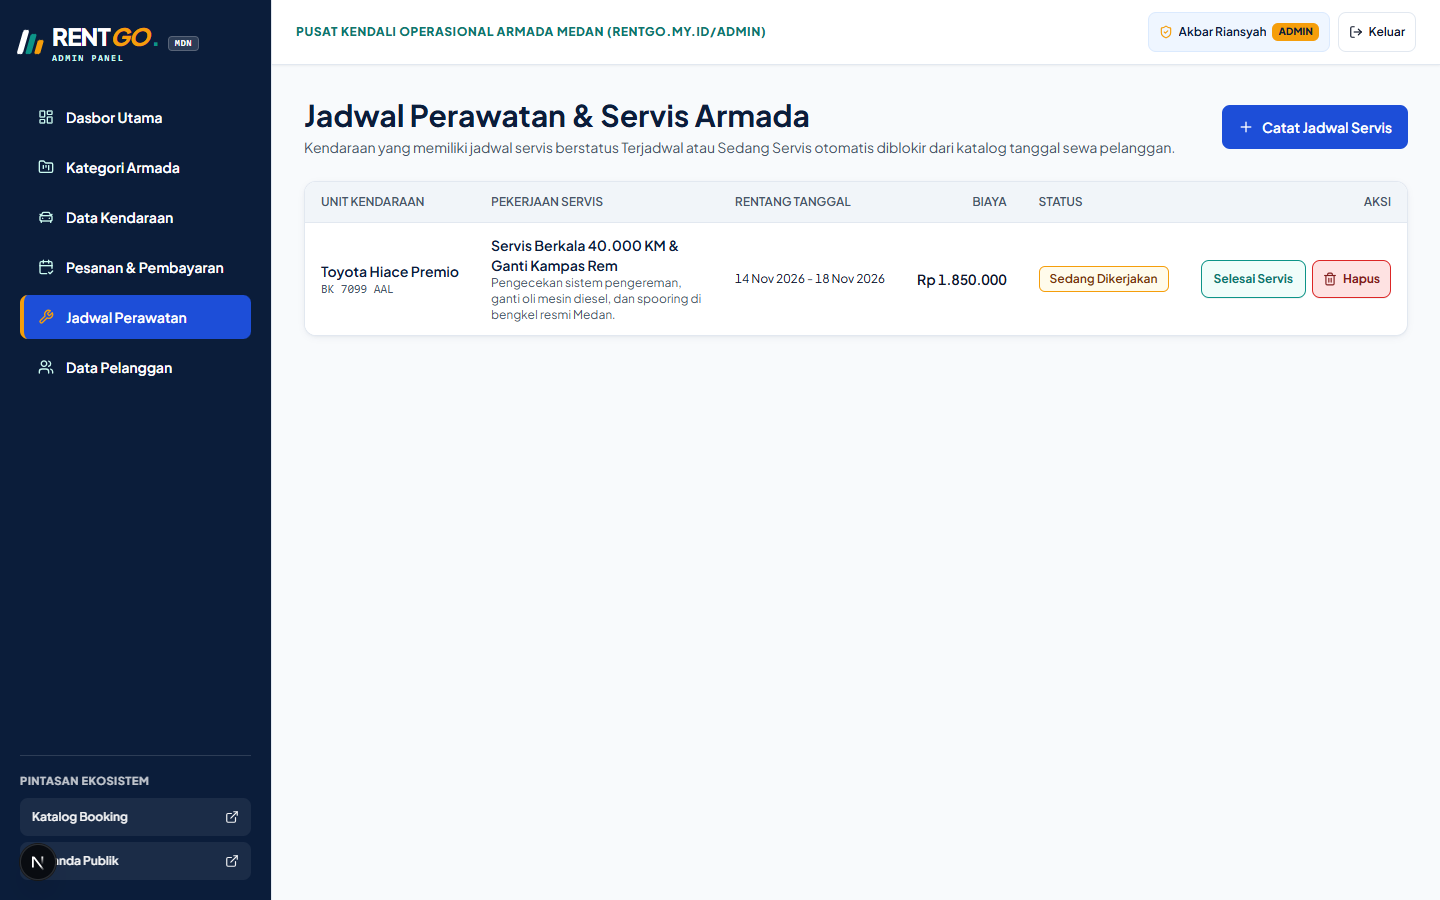 RENTGO. MDN
ADMIN PANEL
Dasbor Utama
Kategori Armada
Data Kendaraan
Pesanan & Pembayaran
Jadwal Perawatan
Data Pelanggan
PINTASAN EKOSISTEM
Katalog Booking
nda Publik
N
PUSAT KENDALI OPERASIONAL ARMADA MEDAN (RENTGO.MY.ID/ADMIN)
Akbar Riansyah ADMIN
Keluar
Jadwal Perawatan & Servis Armada
Kendaraan yang memiliki jadwal servis berstatus Terjadwal atau Sedang Servis otomatis diblokir dari katalog tanggal sewa pelanggan.
Catat Jadwal Servis
UNIT KENDARAAN PEKERJAAN SERVIS RENTANG TANGGAL BIAYA STATUS AKSI
Toyota Hiace Premio
BK 7099 AAL
Servis Berkala 40.000 KM &
Ganti Kampas Rem
Pengecekan sistem pengereman,
ganti oli mesin diesel, dan spooring di
bengkel resmi Medan.
14 Nov 2026 - 18 Nov 2026
Rp 1.850.000
Sedang Dikerjakan
Selesai Servis
Hapus